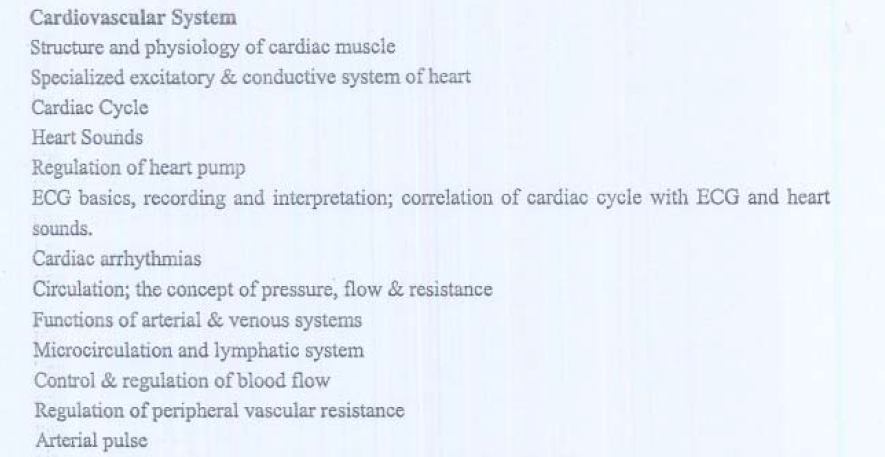 Cardiovascular System
Structure and physiology of cardiac muscle
Specialized excitatory & conductive system of heart
Cardiac Cycle
Heart Sounds
Regulation of heart pump
ECG basics, recording and interpretation; correlation of cardiac cycle with ECG and heart
sounds.
Cardiac arrhythmias
Circulation; the concept of pressure, flow & resistance
Functions of arterial & venous systems
Microcirculation and lymphatic system
Control & regulation of blood flow
Regulation of peripheral vascular resistance
Arterial pulse